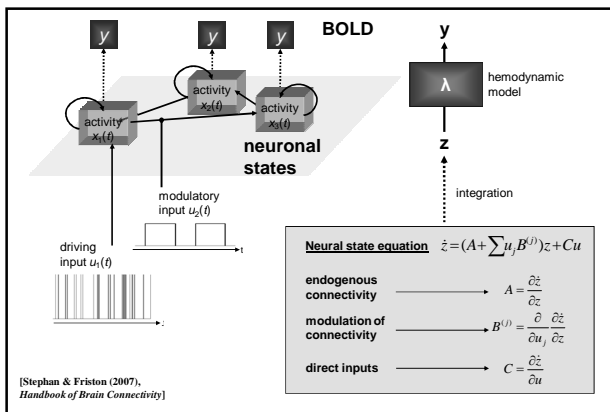 BOLD
y
y
y
y
activity
x₂(t)
activity
x₁(t)
activity
x₃(t)
λ
hemodynamic
model
neuronal
states
z
integration
modulatory
input u₂(t)
t
driving
input u₁(t)
Neural state equation ż = (A + ∑ uⱼB⁽ʲ⁾)z + Cu
endogenous
connectivity A = ∂ż/∂z
modulation of
connectivity B⁽ʲ⁾ = ∂/∂uⱼ ∂ż/∂z
direct inputs C = ∂ż/∂u
[Stephan & Friston (2007),
Handbook of Brain Connectivity]